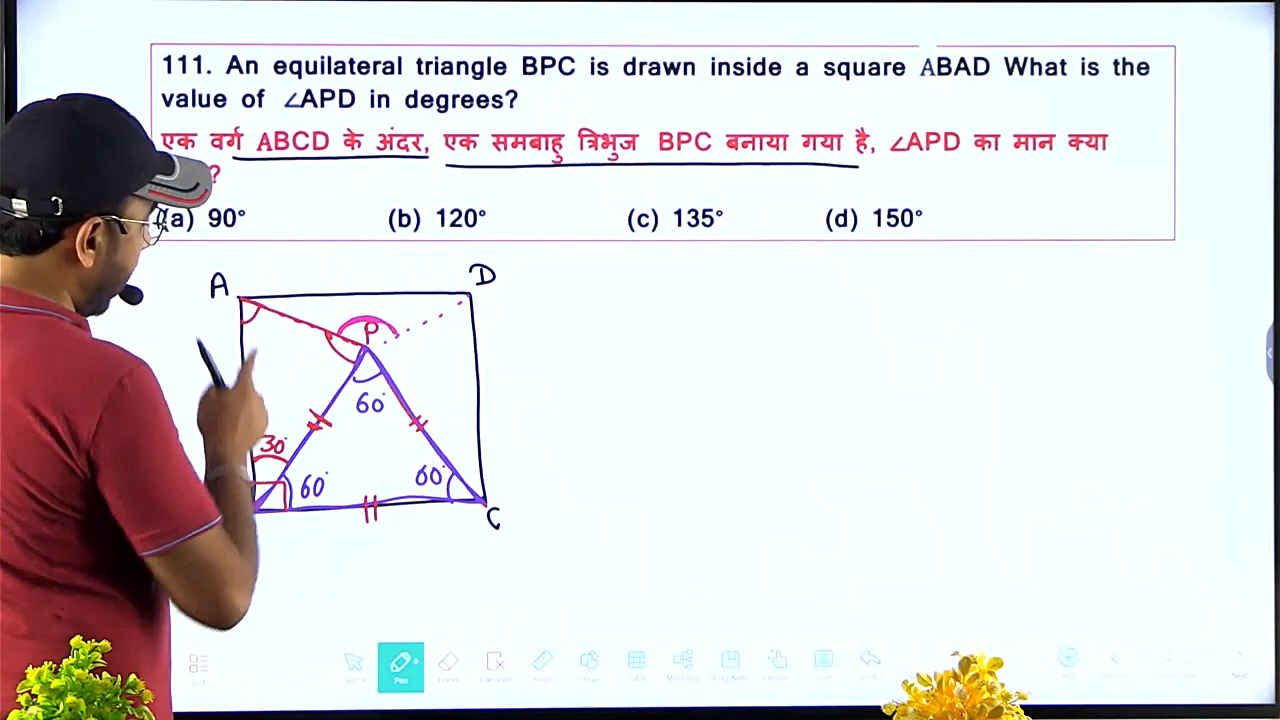 111. An equilateral triangle BPC is drawn inside a square ABAD What is the
value of ∠APD in degrees?
एक वर्ग ABCD के अंदर, एक समबाहु त्रिभुज BPC बनाया गया है, ∠APD का मान क्या
?
(a) 90° (b) 120° (c) 135° (d) 150°
A D
P
60°
30°
60° 60°
C
Pen